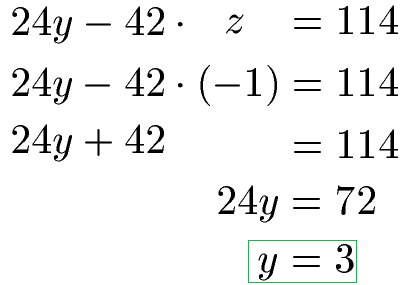 24y − 42 · z = 114
24y − 42 · (−1) = 114
24y + 42 = 114
24y = 72
y = 3